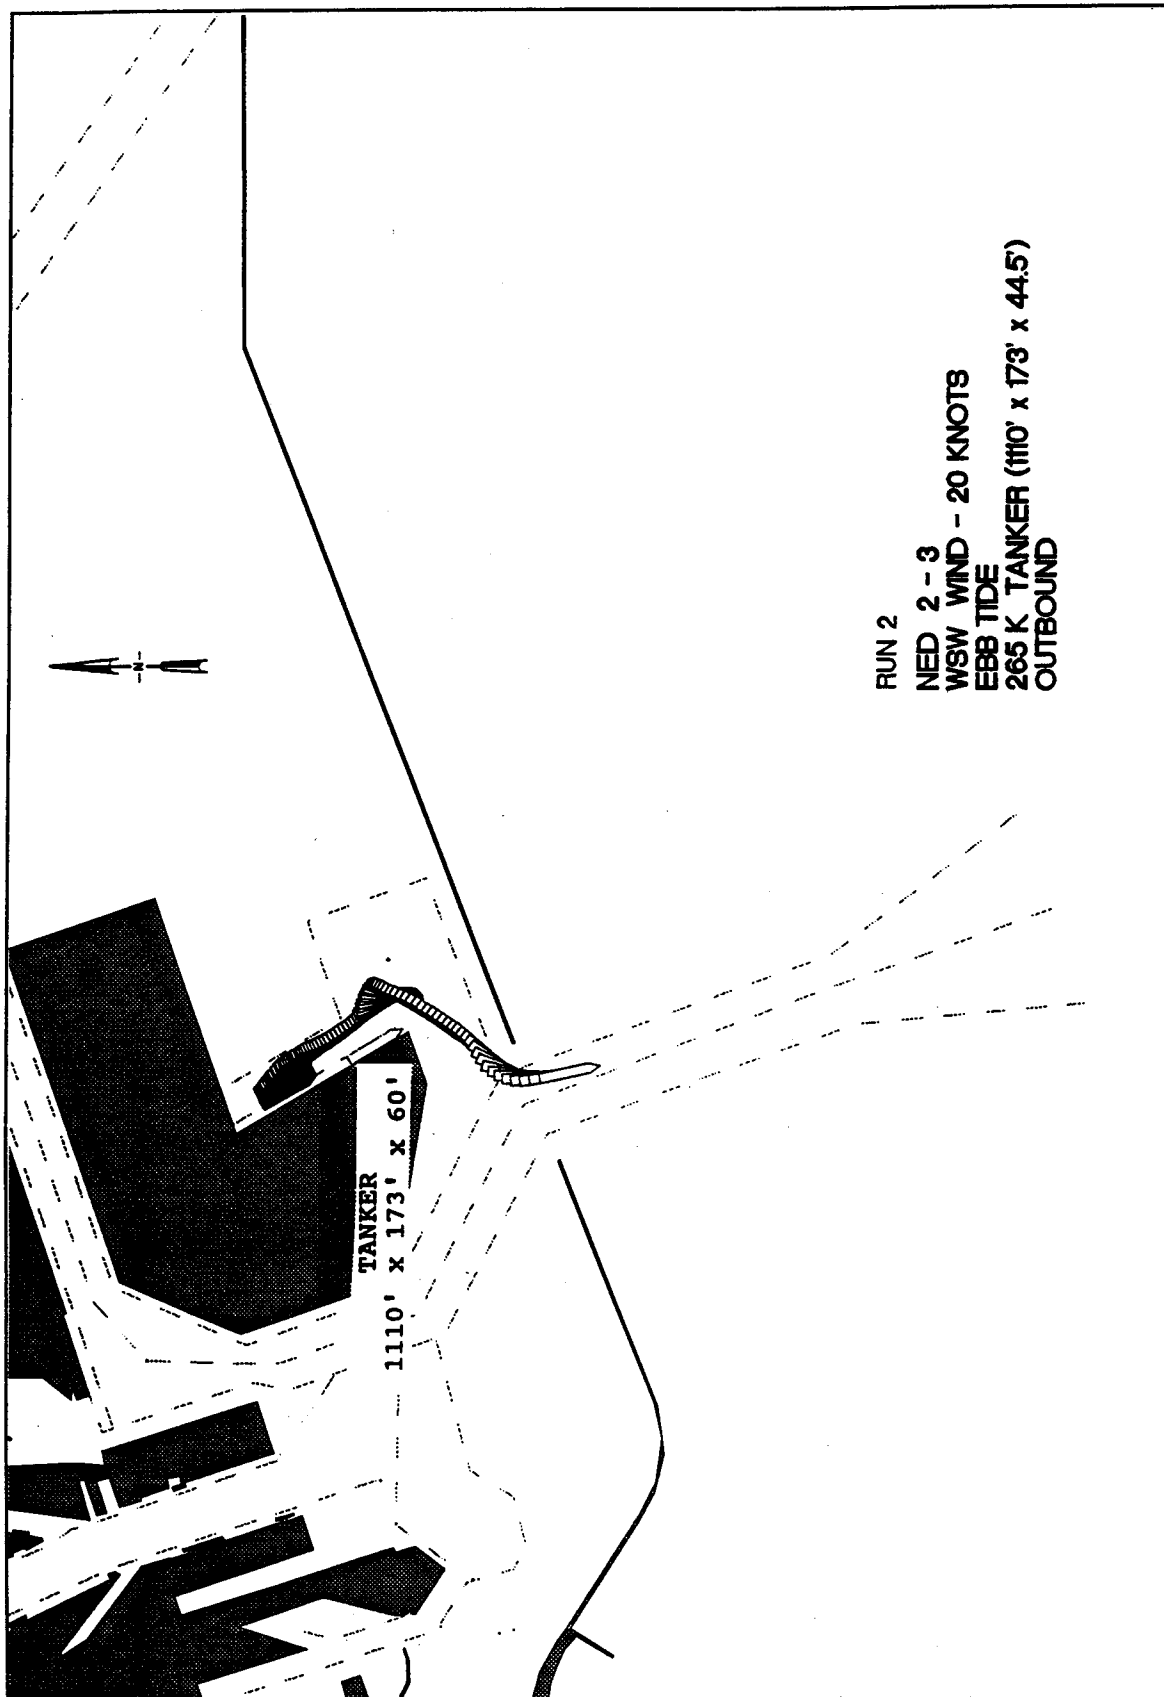 -N-
TANKER
1110' x 173' x 60'
RUN 2
NED 2 - 3
WSW WIND - 20 KNOTS
EBB TIDE
265 K TANKER (1110' x 173' x 44.5')
OUTBOUND